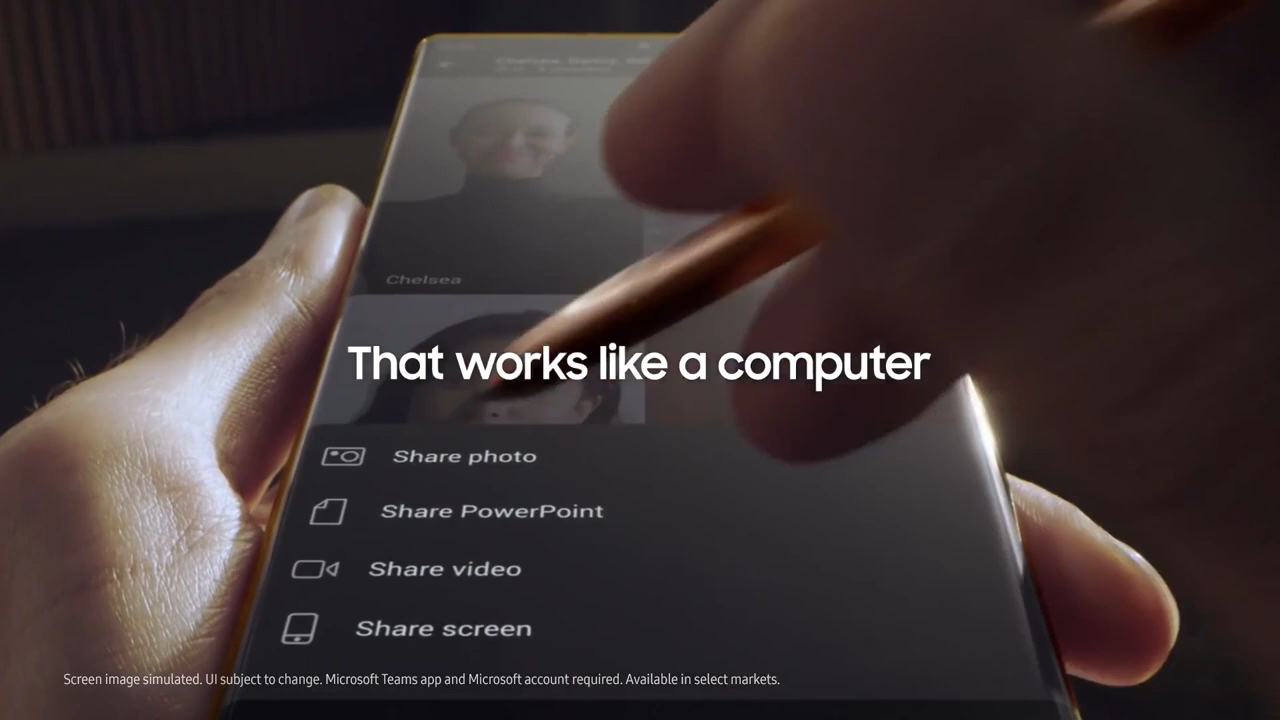 Chelsea
That works like a computer
Share photo
Share PowerPoint
Share video
Share screen
Screen image simulated. UI subject to change. Microsoft Teams app and Microsoft account required. Available in select markets.